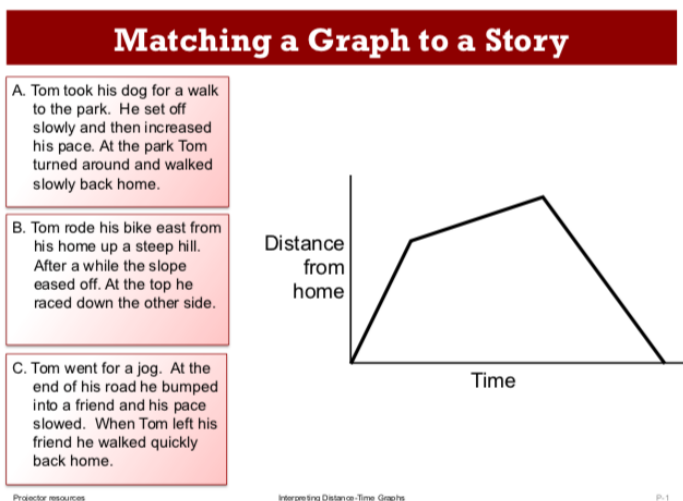 Matching a Graph to a Story
A. Tom took his dog for a walk
to the park. He set off
slowly and then increased
his pace. At the park Tom
turned around and walked
slowly back home.
B. Tom rode his bike east from
his home up a steep hill.
After a while the slope
eased off. At the top he
raced down the other side.
C. Tom went for a jog. At the
end of his road he bumped
into a friend and his pace
slowed. When Tom left his
friend he walked quickly
back home.
Distance
from
home
Time
Projector resources
Interpreting Distance-Time Graphs
P-1